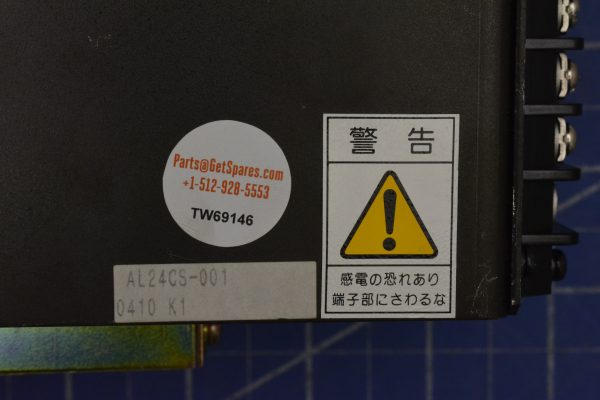 Parts@GetSpares.com
+1-512-928-5553
TW69146
AL24CS-001
0410 K1
警告
感電の恐れあり
端子部にさわるな